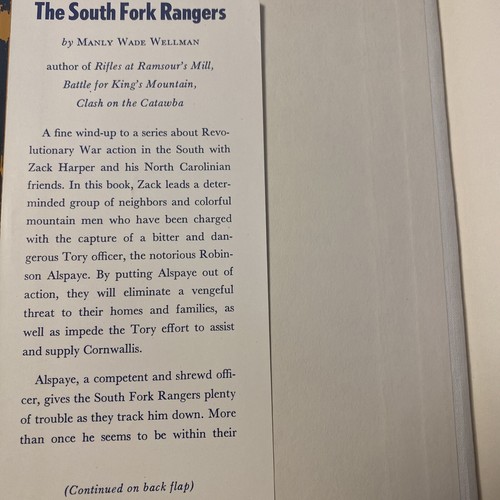 The South Fork Rangers
by MANLY WADE WELLMAN
author of Rifles at Ramsour's Mill,
Battle for King's Mountain,
Clash on the Catawba
A fine wind-up to a series about Revo-
lutionary War action in the South with
Zack Harper and his North Carolinian
friends. In this book, Zack leads a deter-
minded group of neighbors and colorful
mountain men who have been charged
with the capture of a bitter and dan-
gerous Tory officer, the notorious Robin-
son Alspaye. By putting Alspaye out of
action, they will eliminate a vengeful
threat to their homes and families, as
well as impede the Tory effort to assist
and supply Cornwallis.
Alspaye, a competent and shrewd offi-
cer, gives the South Fork Rangers plenty
of trouble as they track him down. More
than once he seems to be within their
(Continued on back flap)